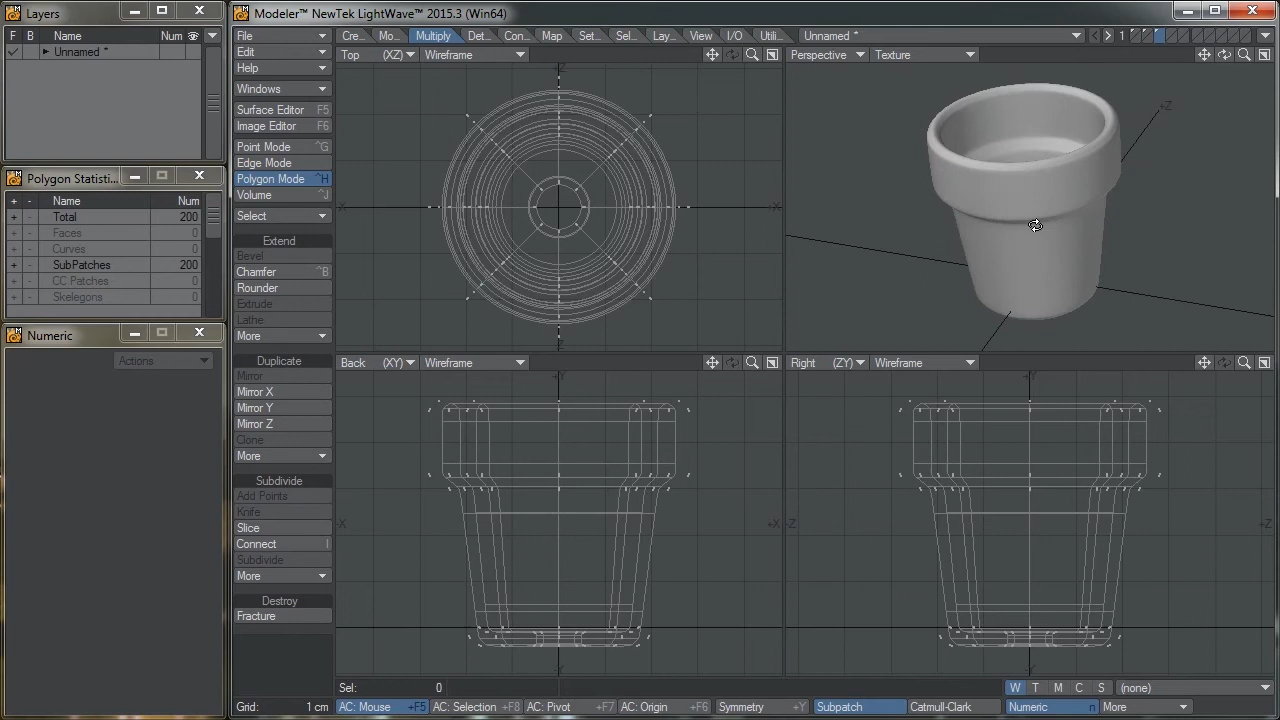 Layers
F B Name Num
Unnamed *
Polygon Statisti...
+ - Name Num
+ - Total 200
+ - Faces 0
+ - Curves 0
+ - SubPatches 200
+ - CC Patches 0
+ - Skelegons 0
Numeric
Actions
Modeler™ NewTek LightWave™ 2015.3 (Win64)
File
Edit
Help
Windows
Surface Editor F5
Image Editor F6
Point Mode ^G
Edge Mode
Polygon Mode ^H
Volume ^J
Select
Extend
Bevel
Chamfer ^B
Rounder
Extrude
Lathe
More
Duplicate
Mirror
Mirror X
Mirror Y
Mirror Z
Clone
More
Subdivide
Add Points
Knife
Slice
Connect l
Subdivide
More
Destroy
Fracture
Cre... Mo... Multiply Det... Con... Map Set... Sel... Lay... View I/O Utili... Unnamed * 1
Top (XZ) Wireframe
+Z
-X
+X
-Z
Perspective Texture
+Z
Back (XY) Wireframe
+Y
-X
+X
-Y
Right (ZY) Wireframe
+Y
-Z
+Z
-Y
Sel: 0
W T M C S (none)
Grid: 1 cm AC: Mouse +F5 AC: Selection +F8 AC: Pivot +F7 AC: Origin +F6 Symmetry +Y Subpatch Catmull-Clark Numeric n More